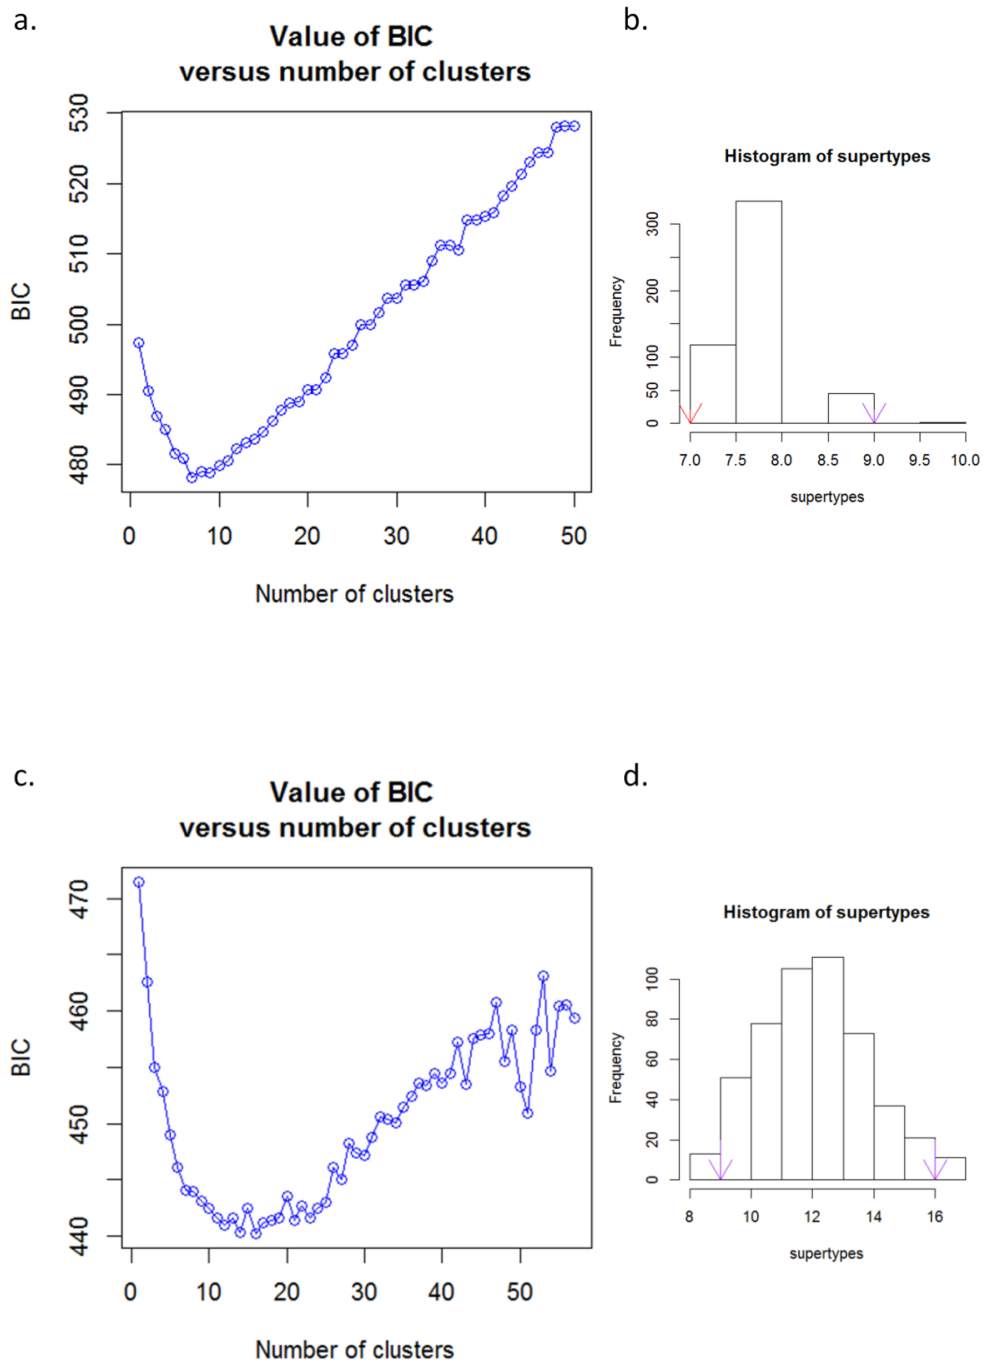 a.
Value of BIC
versus number of clusters
530
520
510
500
490
480
BIC
0 10 20 30 40 50
Number of clusters
b.
Histogram of supertypes
300
200
100
50
0
Frequency
7.0 7.5 8.0 8.5 9.0 9.5 10.0
supertypes
c.
Value of BIC
versus number of clusters
470
460
450
440
BIC
0 10 20 30 40 50
Number of clusters
d.
Histogram of supertypes
100
80
60
40
20
0
Frequency
8 10 12 14 16
supertypes